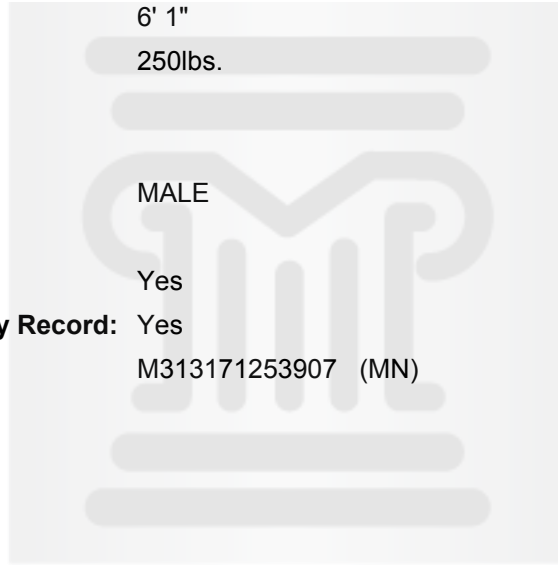 6' 1"
250lbs.
MALE
Yes
y Record: Yes
M313171253907 (MN)